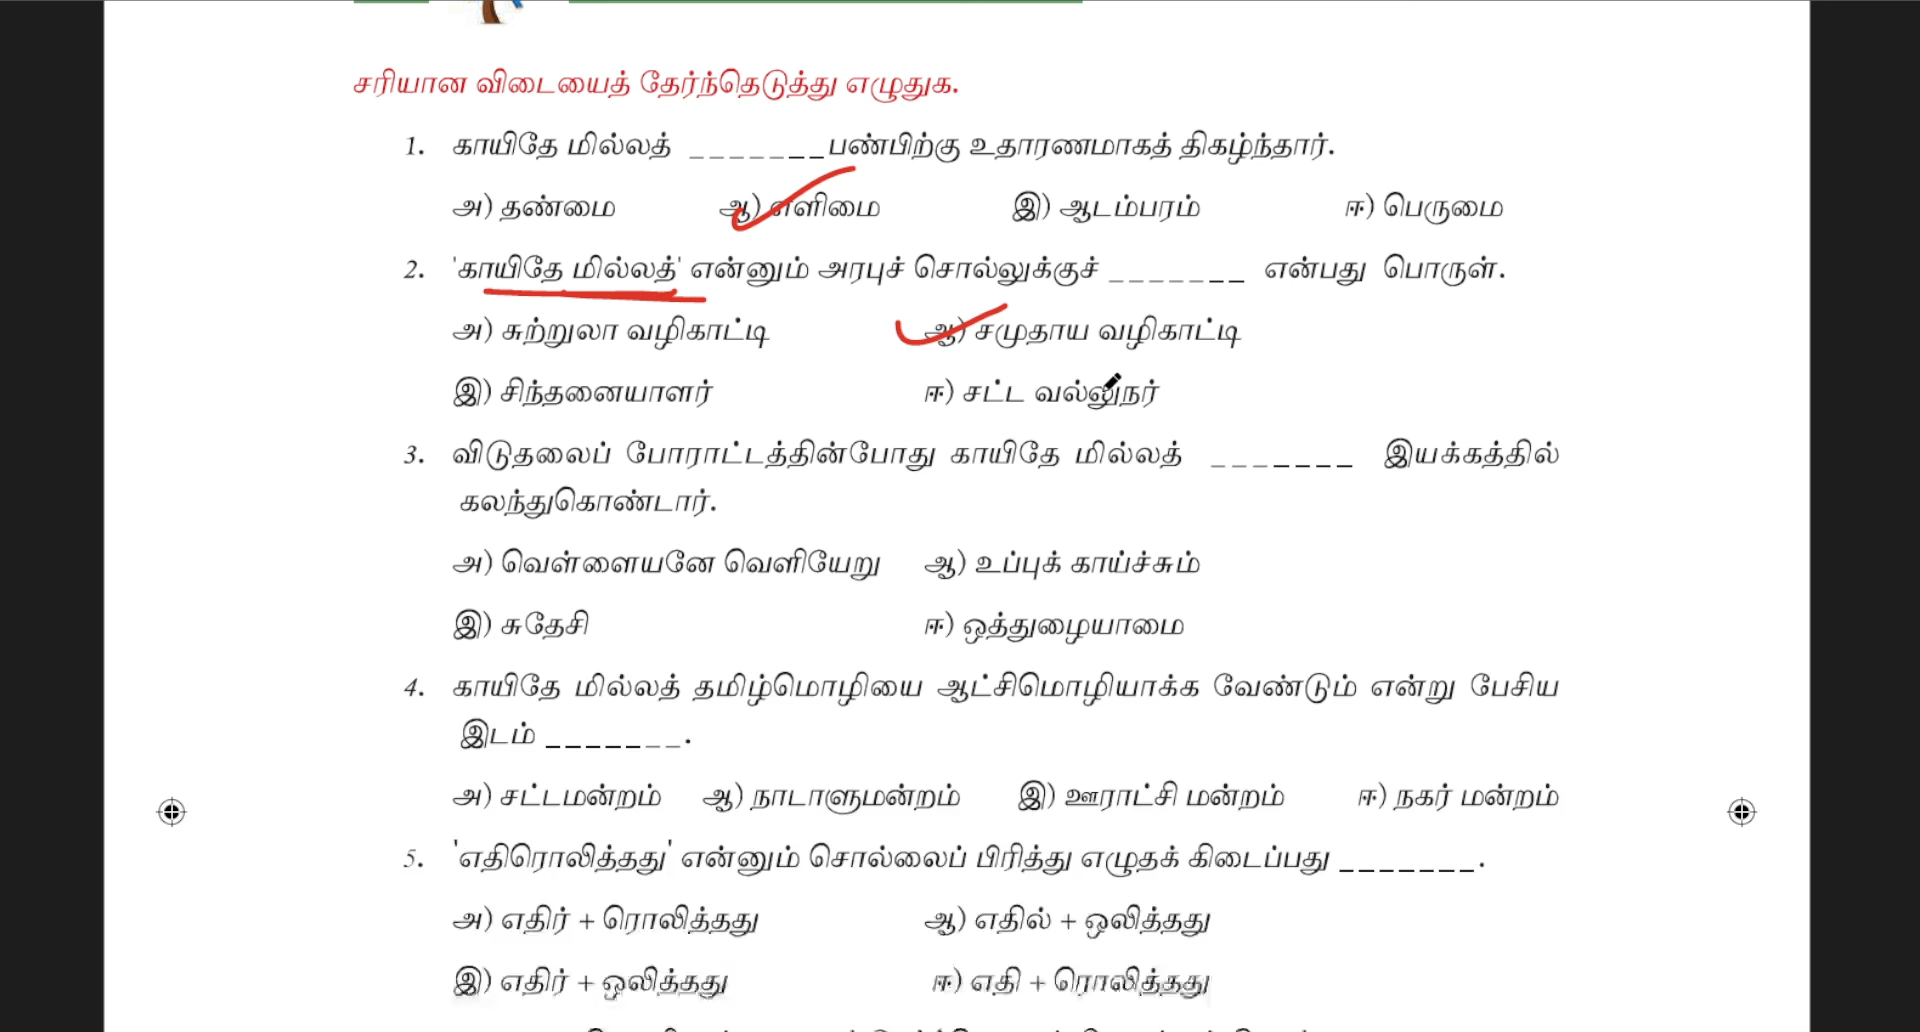 சரியான விடையைத் தேர்ந்தெடுத்து எழுதுக.
1. காயிதே மில்லத் _______ பண்பிற்கு உதாரணமாகத் திகழ்ந்தார்.
அ) தண்மை ஆ) எளிமை இ) ஆடம்பரம் ஈ) பெருமை
2. 'காயிதே மில்லத்' என்னும் அரபுச் சொல்லுக்குச் _______ என்பது பொருள்.
அ) சுற்றுலா வழிகாட்டி ஆ) சமுதாய வழிகாட்டி
இ) சிந்தனையாளர் ஈ) சட்ட வல்லுநர்
3. விடுதலைப் போராட்டத்தின்போது காயிதே மில்லத் _______ இயக்கத்தில்
கலந்துகொண்டார்.
அ) வெள்ளையனே வெளியேறு ஆ) உப்புக் காய்ச்சும்
இ) சுதேசி ஈ) ஒத்துழையாமை
4. காயிதே மில்லத் தமிழ்மொழியை ஆட்சிமொழியாக்க வேண்டும் என்று பேசிய
இடம் _______.
அ) சட்டமன்றம் ஆ) நாடாளுமன்றம் இ) ஊராட்சி மன்றம் ஈ) நகர் மன்றம்
5. 'எதிரொலித்தது' என்னும் சொல்லைப் பிரித்து எழுதக் கிடைப்பது _______.
அ) எதிர் + ரொலித்தது ஆ) எதில் + ஒலித்தது
இ) எதிர் + ஒலித்தது ஈ) எதி + ரொலித்தது